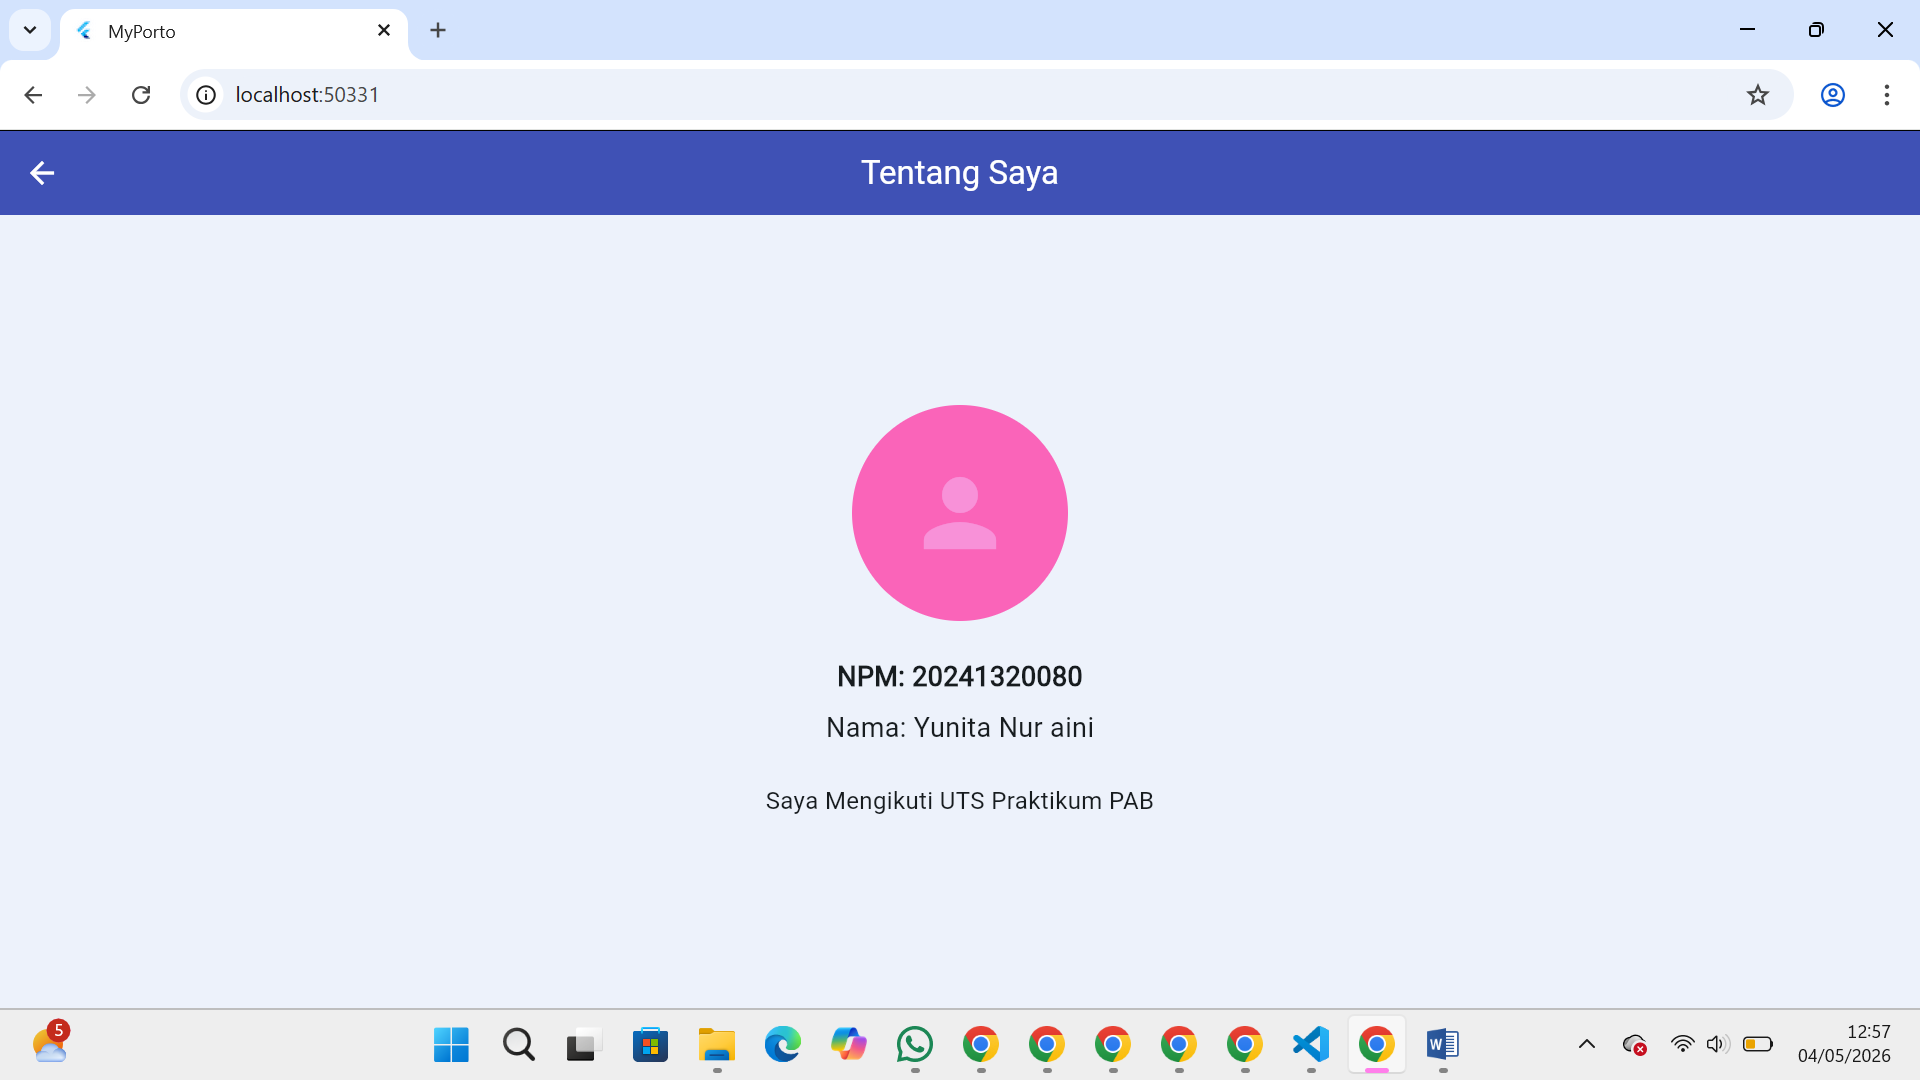 MyPorto
localhost:50331
Tentang Saya
NPM: 20241320080
Nama: Yunita Nur aini
Saya Mengikuti UTS Praktikum PAB
5
W
12:57
04/05/2026